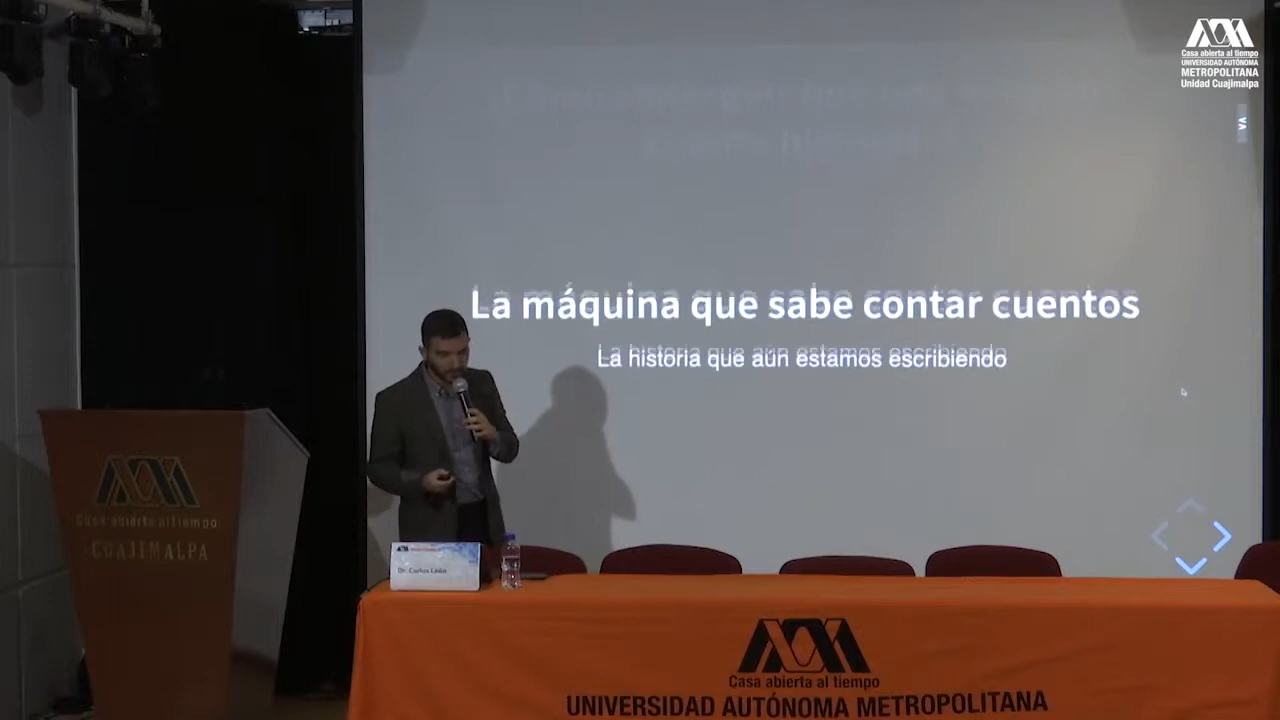 Casa abierta al tiempo
UNIVERSIDAD AUTÓNOMA
METROPOLITANA
Unidad Cuajimalpa
La máquina que sabe contar cuentos
La historia que aún estamos escribiendo
Casa abierta al tiempo
CUAJIMALPA
Dr. Carlos León
Casa abierta al tiempo
UNIVERSIDAD AUTÓNOMA METROPOLITANA